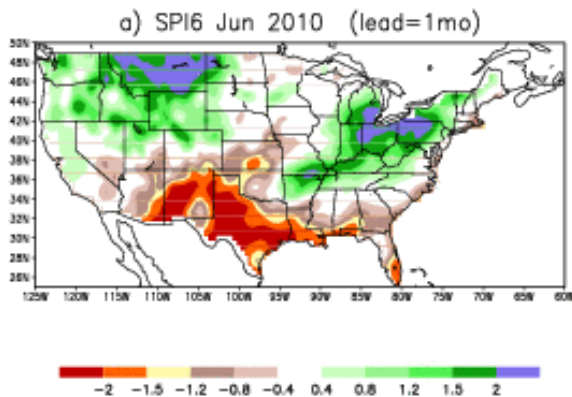 a) SPI6 Jun 2010 (lead=1mo)
50N
48N
46N
44N
42N
40N
38N
36N
34N
32N
30N
28N
26N
125W 120W 115W 110W 105W 100W 95W 90W 85W 80W 75W 70W 65W 60W
-2 -1.5 -1.2 -0.8 -0.4 0.4 0.8 1.2 1.5 2